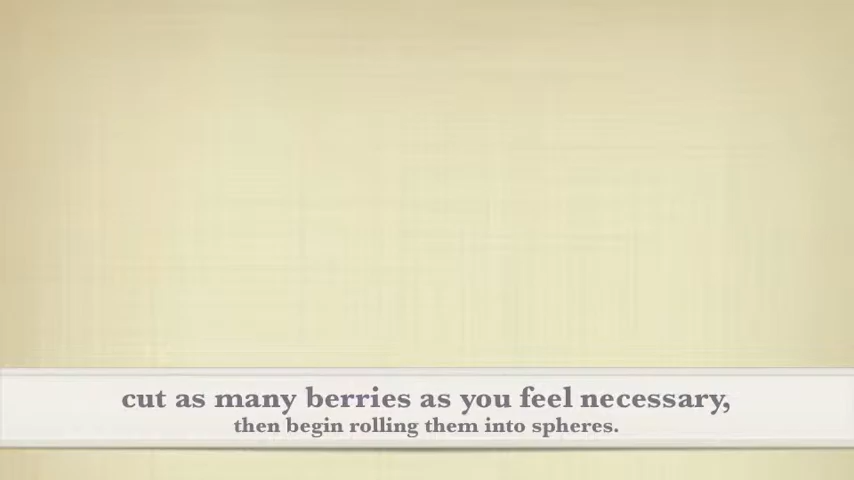 cut as many berries as you feel necessary,
then begin rolling them into spheres.